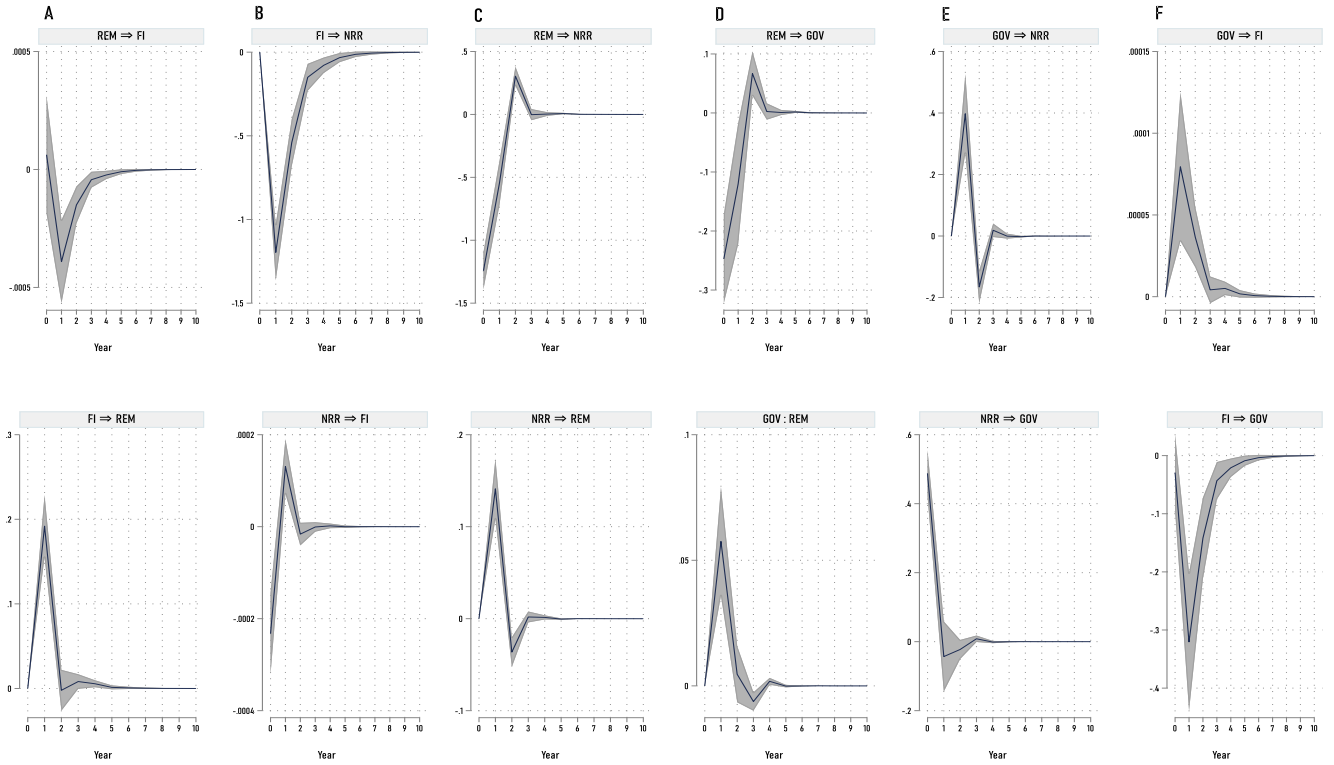 A
REM ⇒ FI
.0005
0
-.0005
0 1 2 3 4 5 6 7 8 9 10
Year
B
FI ⇒ NRR
0
-.5
-1
-1.5
0 1 2 3 4 5 6 7 8 9 10
Year
C
REM ⇒ NRR
.5
0
-.5
-1
-1.5
0 1 2 3 4 5 6 7 8 9 10
Year
D
REM ⇒ GOV
.1
0
-.1
-.2
-.3
0 1 2 3 4 5 6 7 8 9 10
Year
E
GOV ⇒ NRR
.6
.4
.2
0
-.2
0 1 2 3 4 5 6 7 8 9 10
Year
F
GOV ⇒ FI
.00015
.0001
.00005
0
0 1 2 3 4 5 6 7 8 9 10
Year
FI ⇒ REM
.3
.2
.1
0
0 1 2 3 4 5 6 7 8 9 10
Year
NRR ⇒ FI
.0002
0
-.0002
-.0004
0 1 2 3 4 5 6 7 8 9 10
Year
NRR ⇒ REM
.2
.1
0
-.1
0 1 2 3 4 5 6 7 8 9 10
Year
GOV : REM
.1
.05
0
0 1 2 3 4 5 6 7 8 9 10
Year
NRR ⇒ GOV
.6
.4
.2
0
-.2
0 1 2 3 4 5 6 7 8 9 10
Year
FI ⇒ GOV
0
-.1
-.2
-.3
-.4
0 1 2 3 4 5 6 7 8 9 10
Year